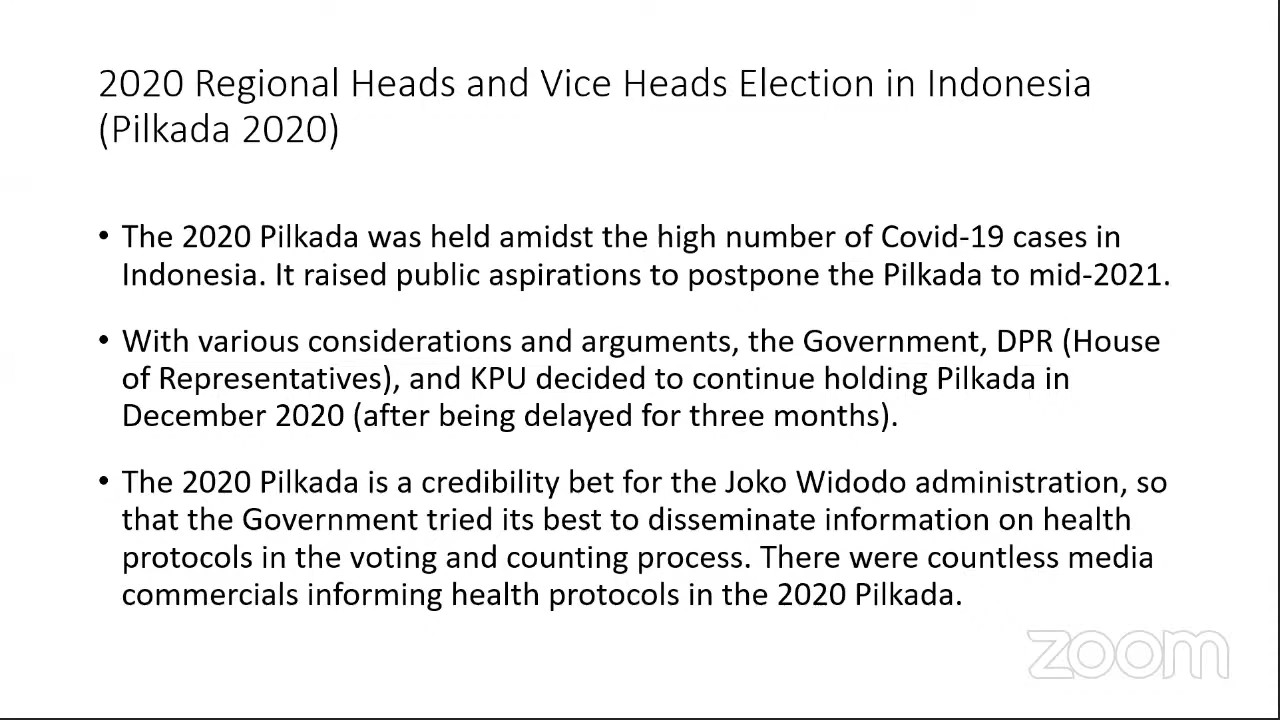 2020 Regional Heads and Vice Heads Election in Indonesia
(Pilkada 2020)
• The 2020 Pilkada was held amidst the high number of Covid-19 cases in
Indonesia. It raised public aspirations to postpone the Pilkada to mid-2021.
• With various considerations and arguments, the Government, DPR (House
of Representatives), and KPU decided to continue holding Pilkada in
December 2020 (after being delayed for three months).
• The 2020 Pilkada is a credibility bet for the Joko Widodo administration, so
that the Government tried its best to disseminate information on health
protocols in the voting and counting process. There were countless media
commercials informing health protocols in the 2020 Pilkada.
zoom